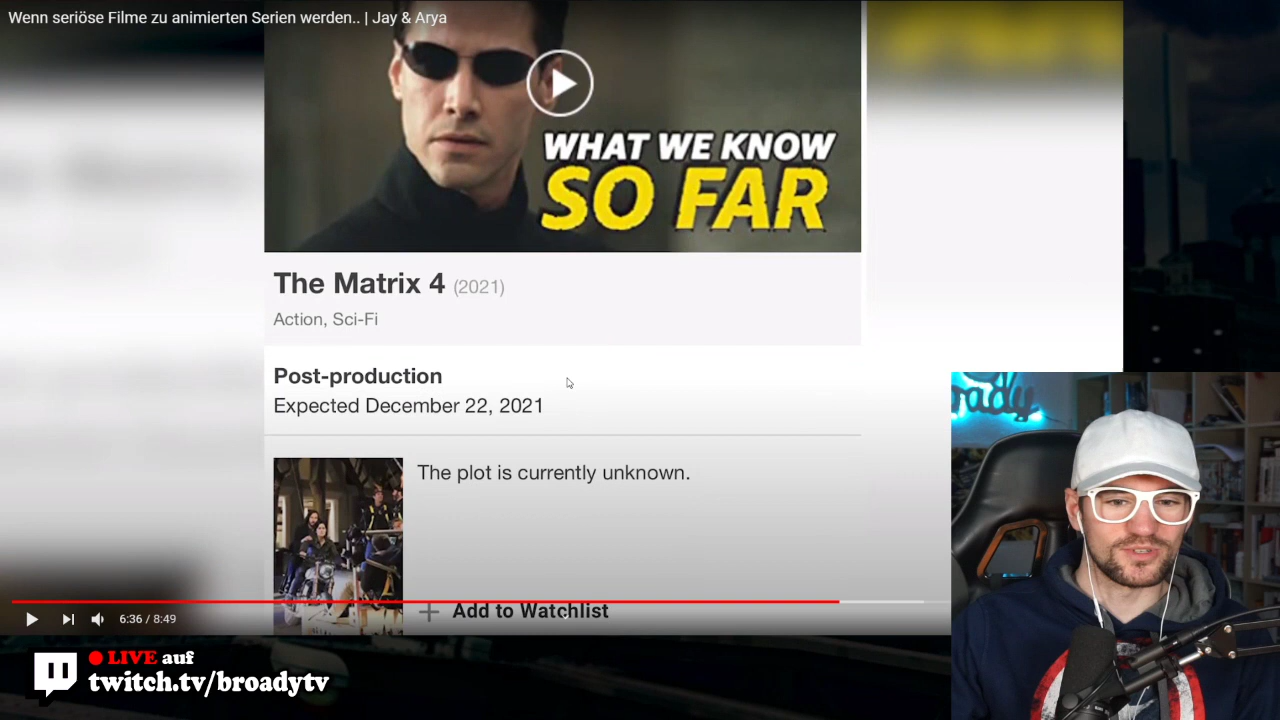 Wenn seriöse Filme zu animierten Serien werden.. | Jay & Arya
WHAT WE KNOW
SO FAR
The Matrix 4 (2021)
Action, Sci-Fi
Post-production
Expected December 22, 2021
The plot is currently unknown.
Add to Watchlist
6:36 / 8:49
LIVE auf
twitch.tv/broadytv